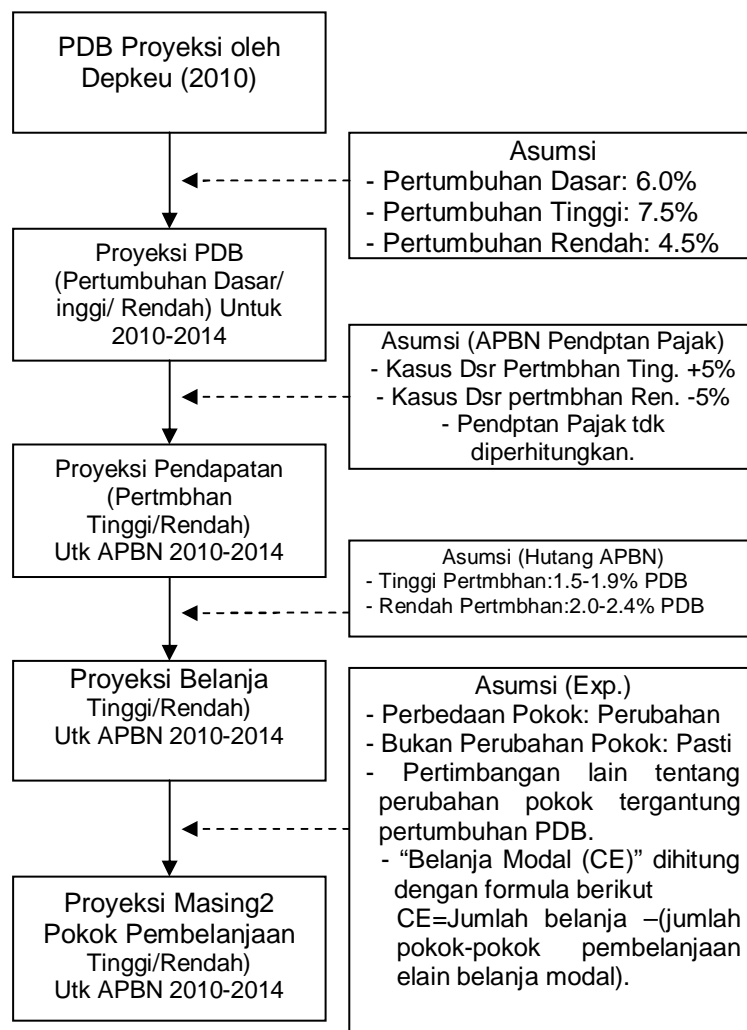 PDB Proyeksi oleh
Depkeu (2010)
Asumsi
- Pertumbuhan Dasar: 6.0%
- Pertumbuhan Tinggi: 7.5%
- Pertumbuhan Rendah: 4.5%
Proyeksi PDB
(Pertumbuhan Dasar/
inggi/ Rendah) Untuk
2010-2014
Asumsi (APBN Pendptan Pajak)
- Kasus Dsr Pertmbhan Ting. +5%
- Kasus Dsr pertmbhan Ren. -5%
- Pendptan Pajak tdk
diperhitungkan.
Proyeksi Pendapatan
(Pertmbhan
Tinggi/Rendah)
Utk APBN 2010-2014
Asumsi (Hutang APBN)
- Tinggi Pertmbhan:1.5-1.9% PDB
- Rendah Pertmbhan:2.0-2.4% PDB
Proyeksi Belanja
Tinggi/Rendah)
Utk APBN 2010-2014
Asumsi (Exp.)
- Perbedaan Pokok: Perubahan
- Bukan Perubahan Pokok: Pasti
- Pertimbangan lain tentang
perubahan pokok tergantung
pertumbuhan PDB.
- “Belanja Modal (CE)” dihitung
dengan formula berikut
CE=Jumlah belanja –(jumlah
pokok-pokok pembelanjaan
elain belanja modal).
Proyeksi Masing2
Pokok Pembelanjaan
Tinggi/Rendah)
Utk APBN 2010-2014